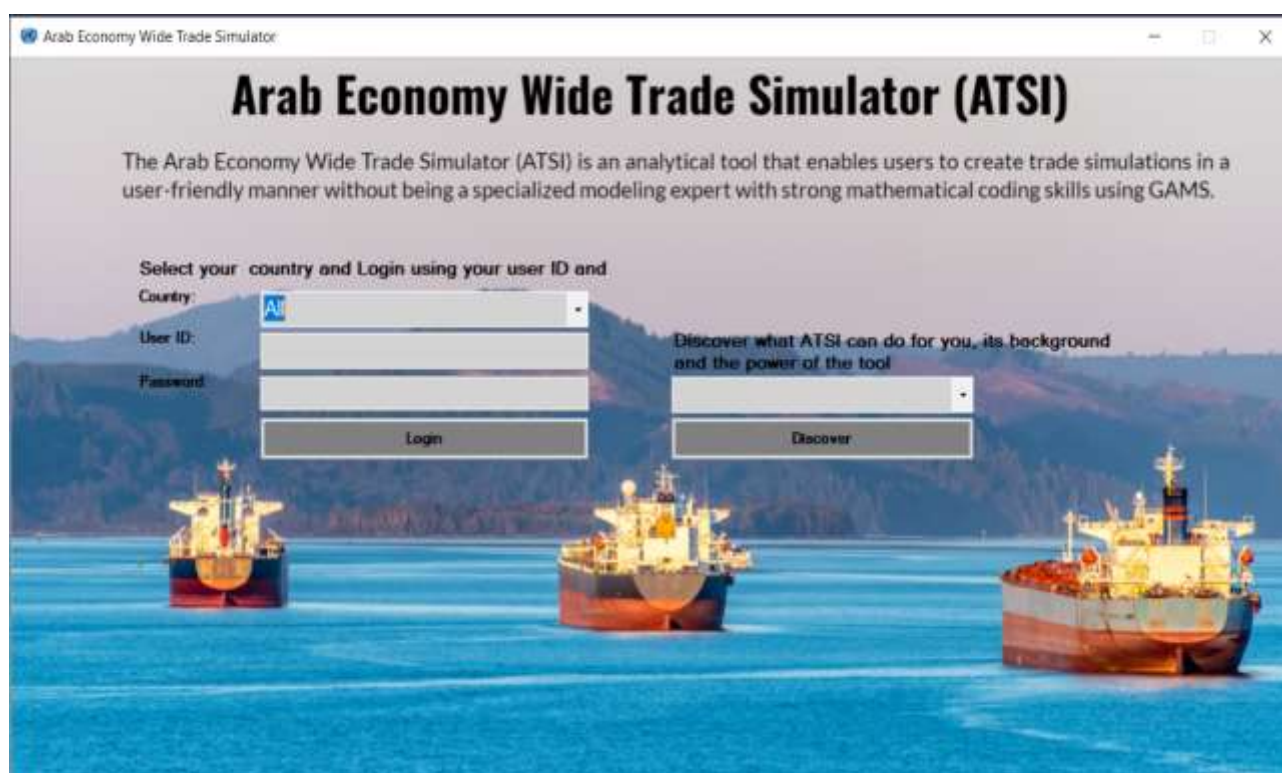 Arab Economy Wide Trade Simulator
Arab Economy Wide Trade Simulator (ATSI)
The Arab Economy Wide Trade Simulator (ATSI) is an analytical tool that enables users to create trade simulations in a
user-friendly manner without being a specialized modeling expert with strong mathematical coding skills using GAMS.
Select your country and Login using your user ID and
Country:
All
User ID:
Password
Login
Discover what ATSI can do for you, its background
and the power of the tool
Discover